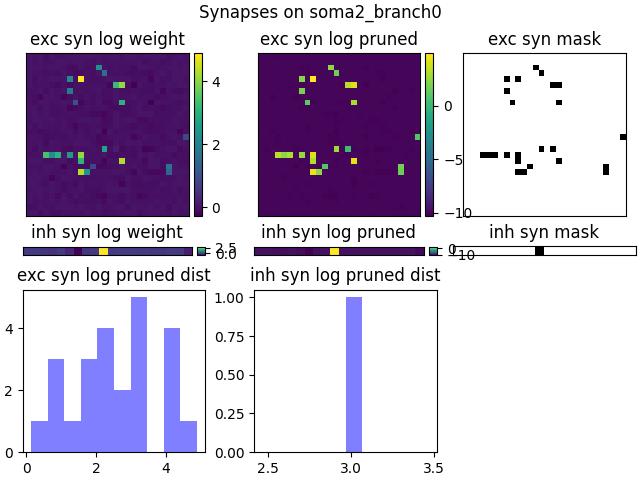 Synapses on soma2_branch0
exc syn log weight
exc syn log pruned
exc syn mask
4
2
0
0
−5
−10
inh syn log weight
inh syn log pruned
inh syn mask
2.5
0.0
0
−10
exc syn log pruned dist
inh syn log pruned dist
4
2
0
0 2 4
1.00
0.75
0.50
0.25
0.00
2.5 3.0 3.5